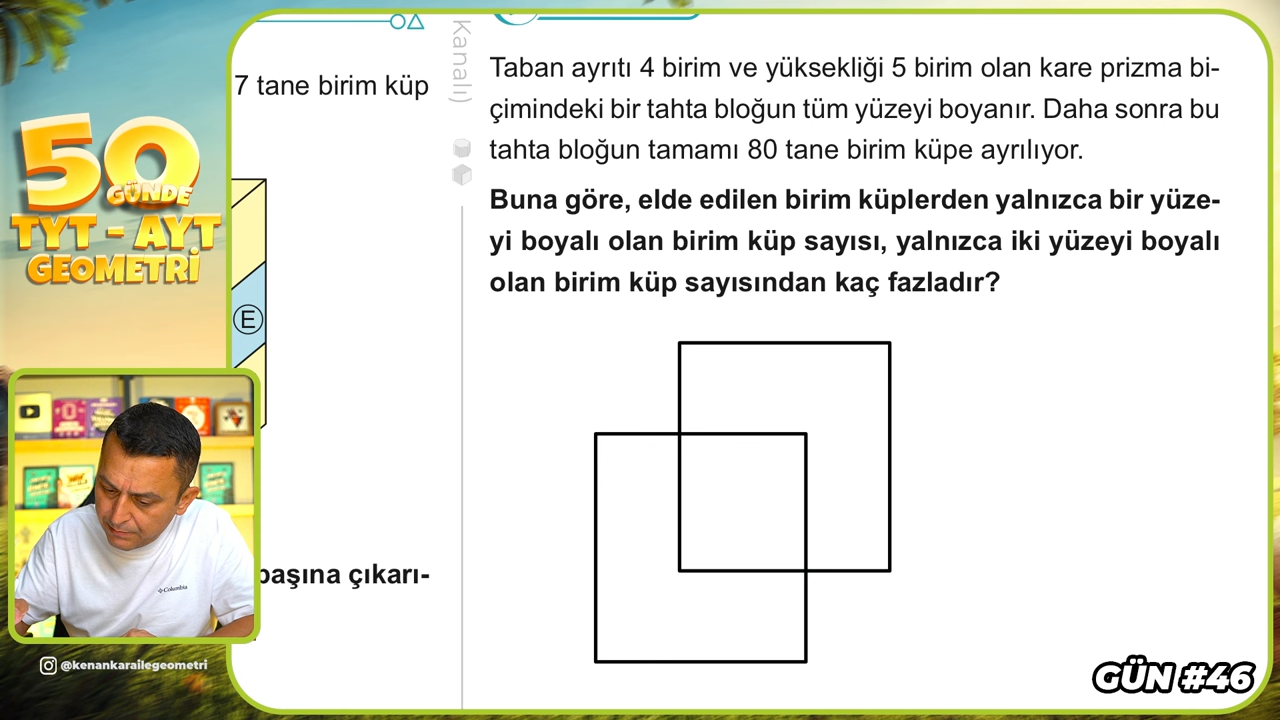 Kanalı)
7 tane birim küp
E
başına çıkarı-
Taban ayrıtı 4 birim ve yüksekliği 5 birim olan kare prizma bi-
çimindeki bir tahta bloğun tüm yüzeyi boyanır. Daha sonra bu
tahta bloğun tamamı 80 tane birim küpe ayrılıyor.
Buna göre, elde edilen birim küplerden yalnızca bir yüze-
yi boyalı olan birim küp sayısı, yalnızca iki yüzeyi boyalı
olan birim küp sayısından kaç fazladır?
50
GÜNDE
TYT - AYT
GEOMETRİ
Columbia
@kenankarailegeometri
GÜN #46